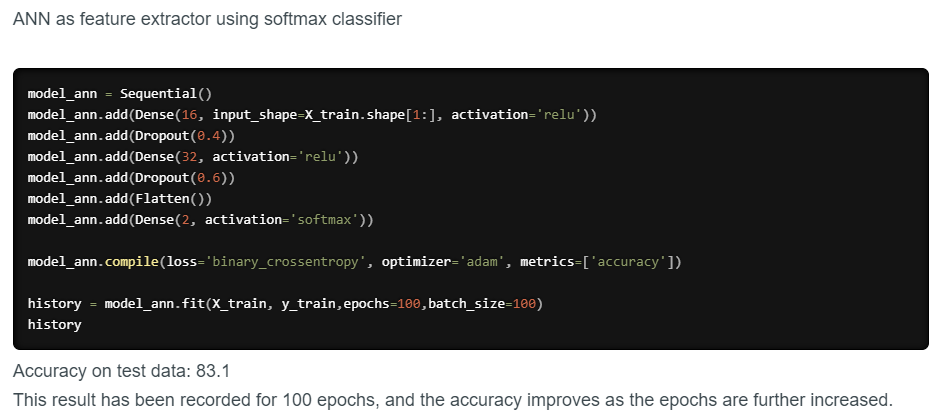 ANN as feature extractor using softmax classifier
model_ann = Sequential()
model_ann.add(Dense(16, input_shape=X_train.shape[1:], activation='relu'))
model_ann.add(Dropout(0.4))
model_ann.add(Dense(32, activation='relu'))
model_ann.add(Dropout(0.6))
model_ann.add(Flatten())
model_ann.add(Dense(2, activation='softmax'))
model_ann.compile(loss='binary_crossentropy', optimizer='adam', metrics=['accuracy'])
history = model_ann.fit(X_train, y_train,epochs=100,batch_size=100)
history
Accuracy on test data: 83.1
This result has been recorded for 100 epochs, and the accuracy improves as the epochs are further increased.